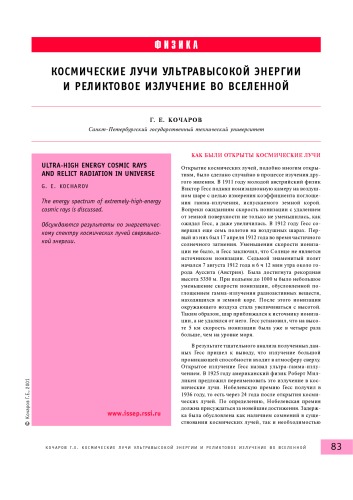 ФИЗИКА
КОСМИЧЕСКИЕ ЛУЧИ УЛЬТРАВЫСОКОЙ ЭНЕРГИИ
И РЕЛИКТОВОЕ ИЗЛУЧЕНИЕ ВО ВСЕЛЕННОЙ
Г. Е. КОЧАРОВ
Санкт-Петербургский государственный технический университет
ULTRA-HIGH ENERGY COSMIC RAYS
AND RELICT RADIATION IN UNIVERSE
G. E. KOCHAROV
The energy spectrum of extremely-high-energy
cosmic rays is discussed.
Обсуждаются результаты по энергетичес-
кому спектру космических лучей сверхвысо-
кой энергии.
www.issep.rssi.ru
© Кочаров Г.Е., 2001
КАК БЫЛИ ОТКРЫТЫ КОСМИЧЕСКИЕ ЛУЧИ
Открытие космических лучей, подобно многим откры-
тиям, было сделано случайно в процессе изучения дру-
гого явления. В 1911 году молодой австрийский физик
Виктор Гесс поднял ионизационную камеру на воздуш-
ном шаре с целью измерения коэффициента поглоще-
ния гамма-излучения, испускаемого земной корой.
Вопреки ожиданиям скорость ионизации с удалением
от земной поверхности не только не уменьшилась, как
ожидал Гесс, а даже увеличилась. В 1912 году Гесс со-
вершил еще семь полетов на воздушных шарах. Пер-
вый из них был 17 апреля 1912 года во время частичного
солнечного затмения. Уменьшения скорости иониза-
ции не было, и Гесс заключил, что Солнце не является
источником ионизации. Седьмой знаменитый полет
начался 7 августа 1912 года в 6 ч 12 мин утра около го-
рода Ауссига (Австрия). Была достигнута рекордная
высота 5350 м. При подъеме до 1000 м было небольшое
уменьшение скорости ионизации, обусловленной по-
глощением гамма-излучения радиоактивных веществ,
находящихся в земной коре. После этого ионизация
окружающего воздуха стала увеличиваться с высотой.
Таким образом, шар приближался к источнику иониза-
ции, а не удалялся от него. Гесс установил, что на высо-
те 5 км скорость ионизации была уже в четыре раза
больше, чем на уровне моря.
В результате тщательного анализа полученных дан-
ных Гесс пришел к выводу, что излучение большой
проникающей способности входит в атмосферу сверху.
Открытое излучение Гесс назвал ультра-гамма-излу-
чением. В 1925 году американский физик Роберт Мил-
ликен предложил переименовать это излучение в кос-
мические лучи. Нобелевскую премию Гесс получил в
1936 году, то есть через 24 года после открытия косми-
ческих лучей. По определению, Нобелевская премия
должна присуждаться за новейшие достижения. Задерж-
ка была обусловлена как наличием сомнений в суще-
ствовании космических лучей, так и необходимостью
КОЧАРОВ Г.Е. КОСМИЧЕСКИЕ ЛУЧИ УЛЬТРАВЫСОКОЙ ЭНЕРГИИ И РЕЛИКТОВОЕ ИЗЛУЧЕНИЕ ВО ВСЕЛЕННОЙ
83